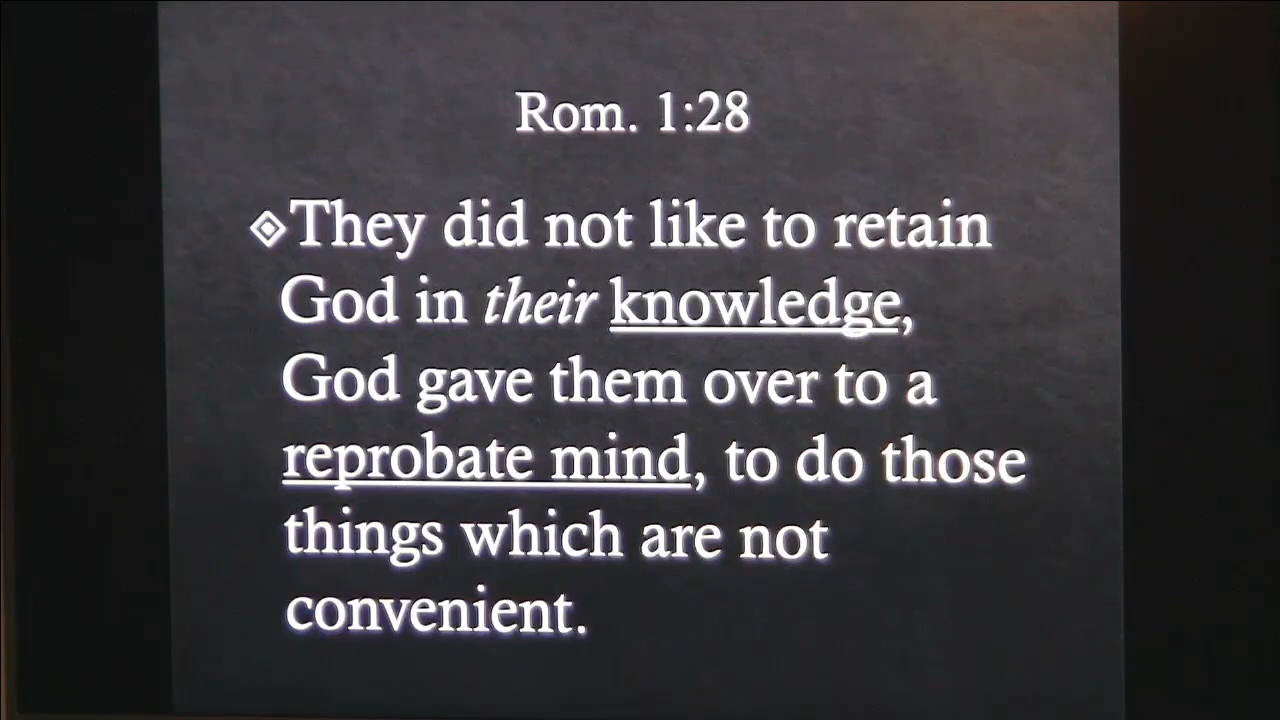 Rom. 1:28
They did not like to retain
God in their knowledge,
God gave them over to a
reprobate mind, to do those
things which are not
convenient.